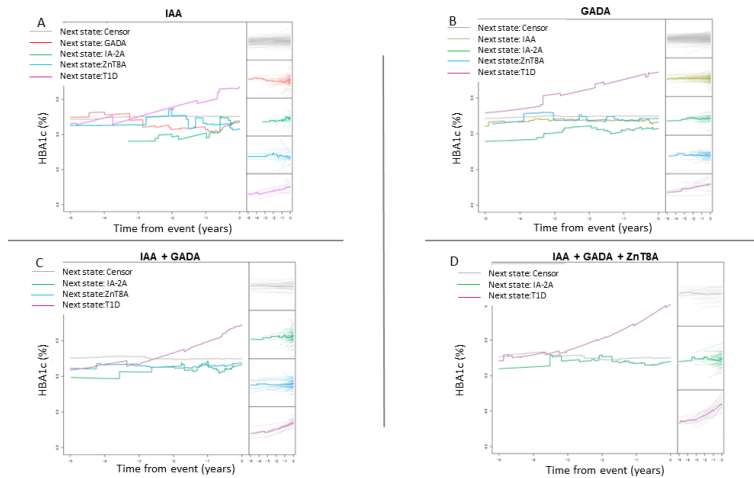 A
IAA
Next state: Censor
Next state: GADA
Next state: IA-2A
Next state:ZnT8A
Next state:T1D
HBA1c (%)
Time from event (years)
B
GADA
Next state: Censor
Next state: IAA
Next state: IA-2A
Next state:ZnT8A
Next state:T1D
HBA1c (%)
Time from event (years)
C
IAA + GADA
Next state: Censor
Next state: IA-2A
Next state:ZnT8A
Next state:T1D
HBA1c (%)
Time from event (years)
D
IAA + GADA + ZnT8A
Next state: Censor
Next state: IA-2A
Next state:T1D
HBA1c (%)
Time from event (years)